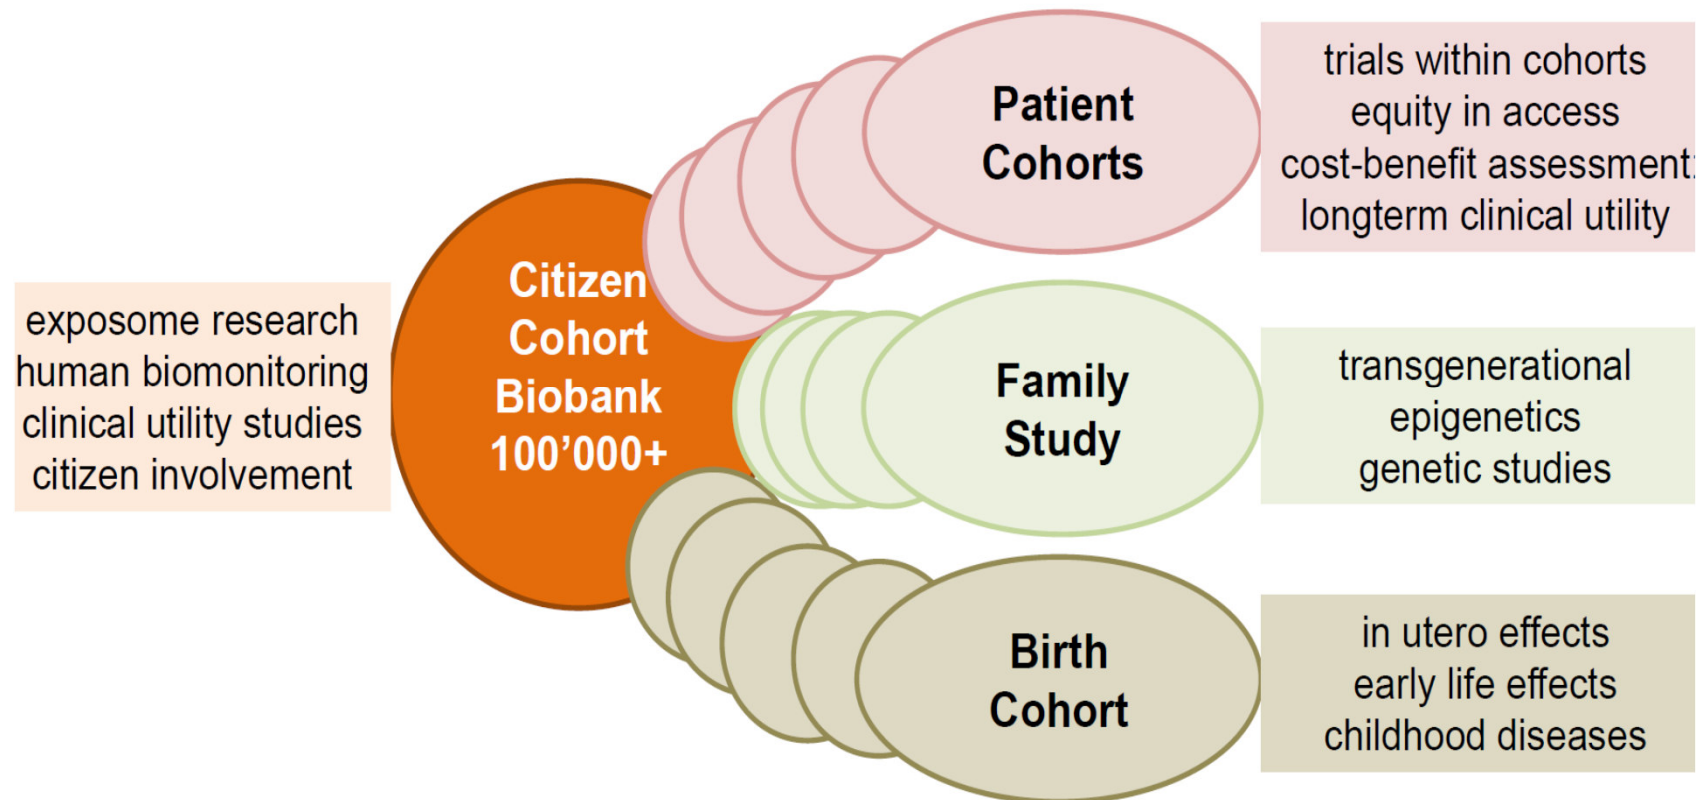 exposome research
human biomonitoring
clinical utility studies
citizen involvement
Citizen
Cohort
Biobank
100’000+
Patient
Cohorts
trials within cohorts
equity in access
cost-benefit assessment:
longterm clinical utility
Family
Study
transgenerational
epigenetics
genetic studies
Birth
Cohort
in utero effects
early life effects
childhood diseases